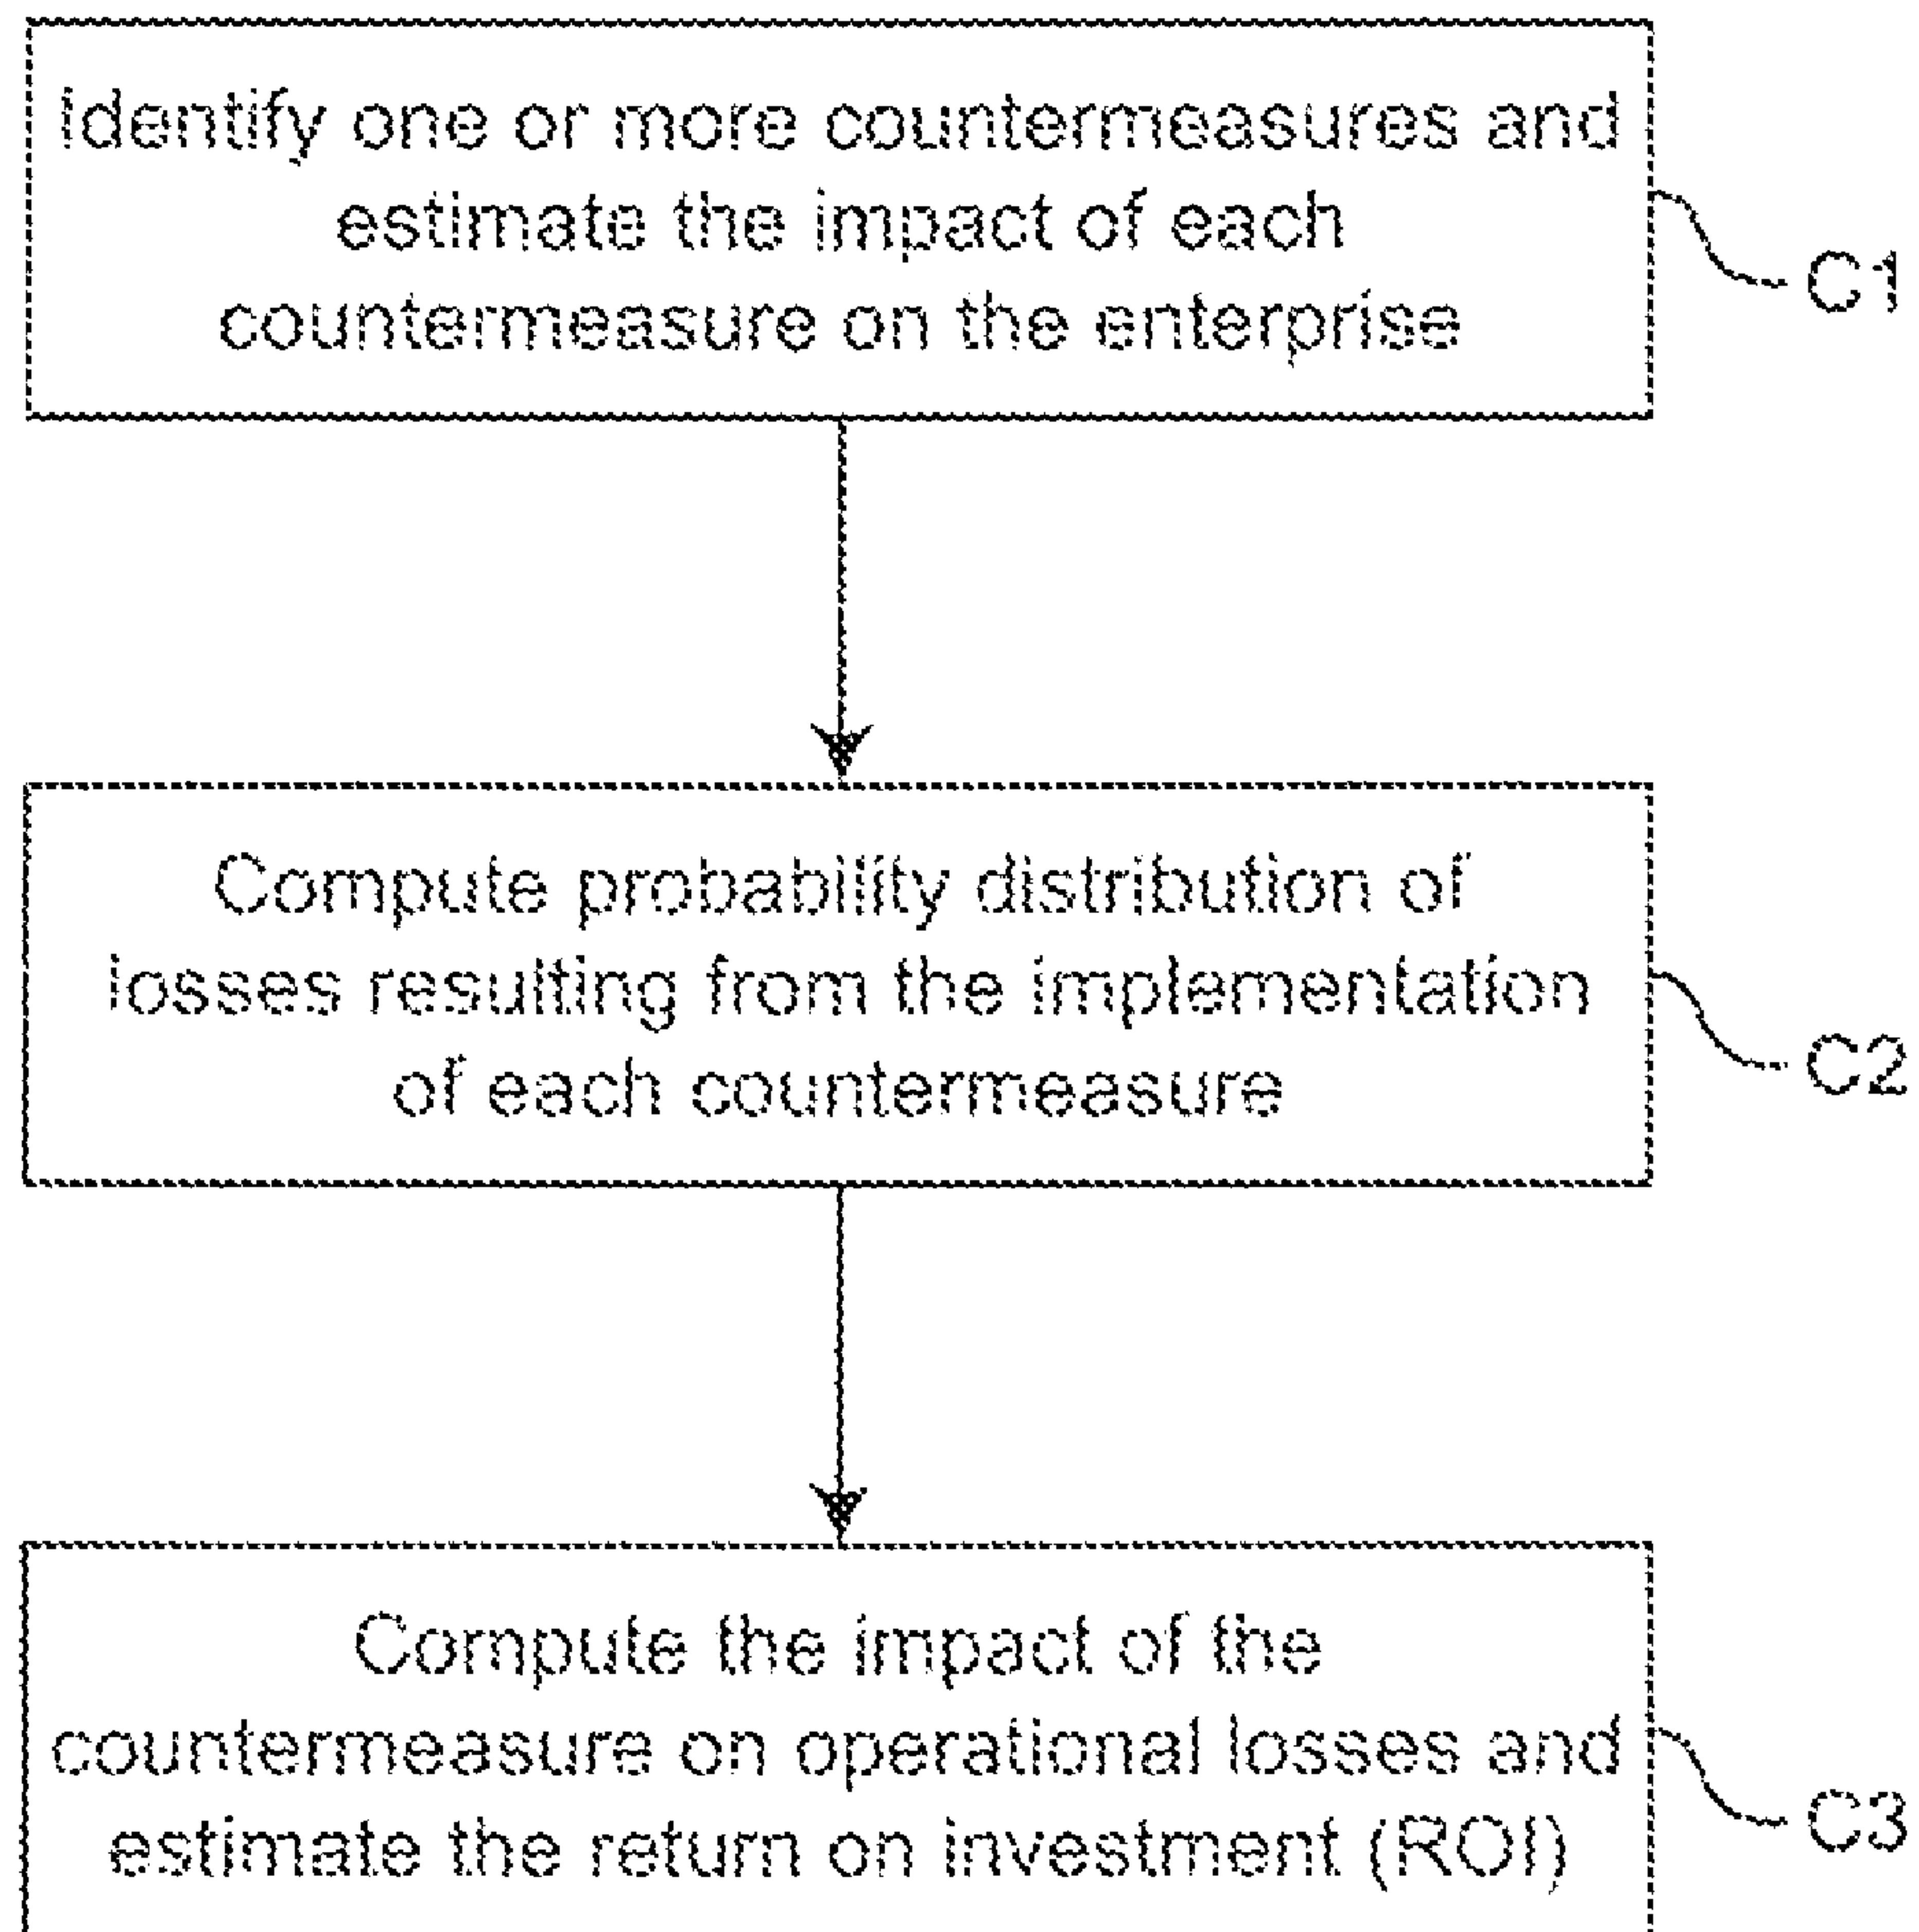 Identify one or more countermeasures and
estimate the impact of each
countermeasure on the enterprise
C1
Compute probability distribution of
losses resulting from the implementation
of each countermeasure
C2
Compute the impact of the
countermeasure on operational losses and
estimate the return on investment (ROI)
C3